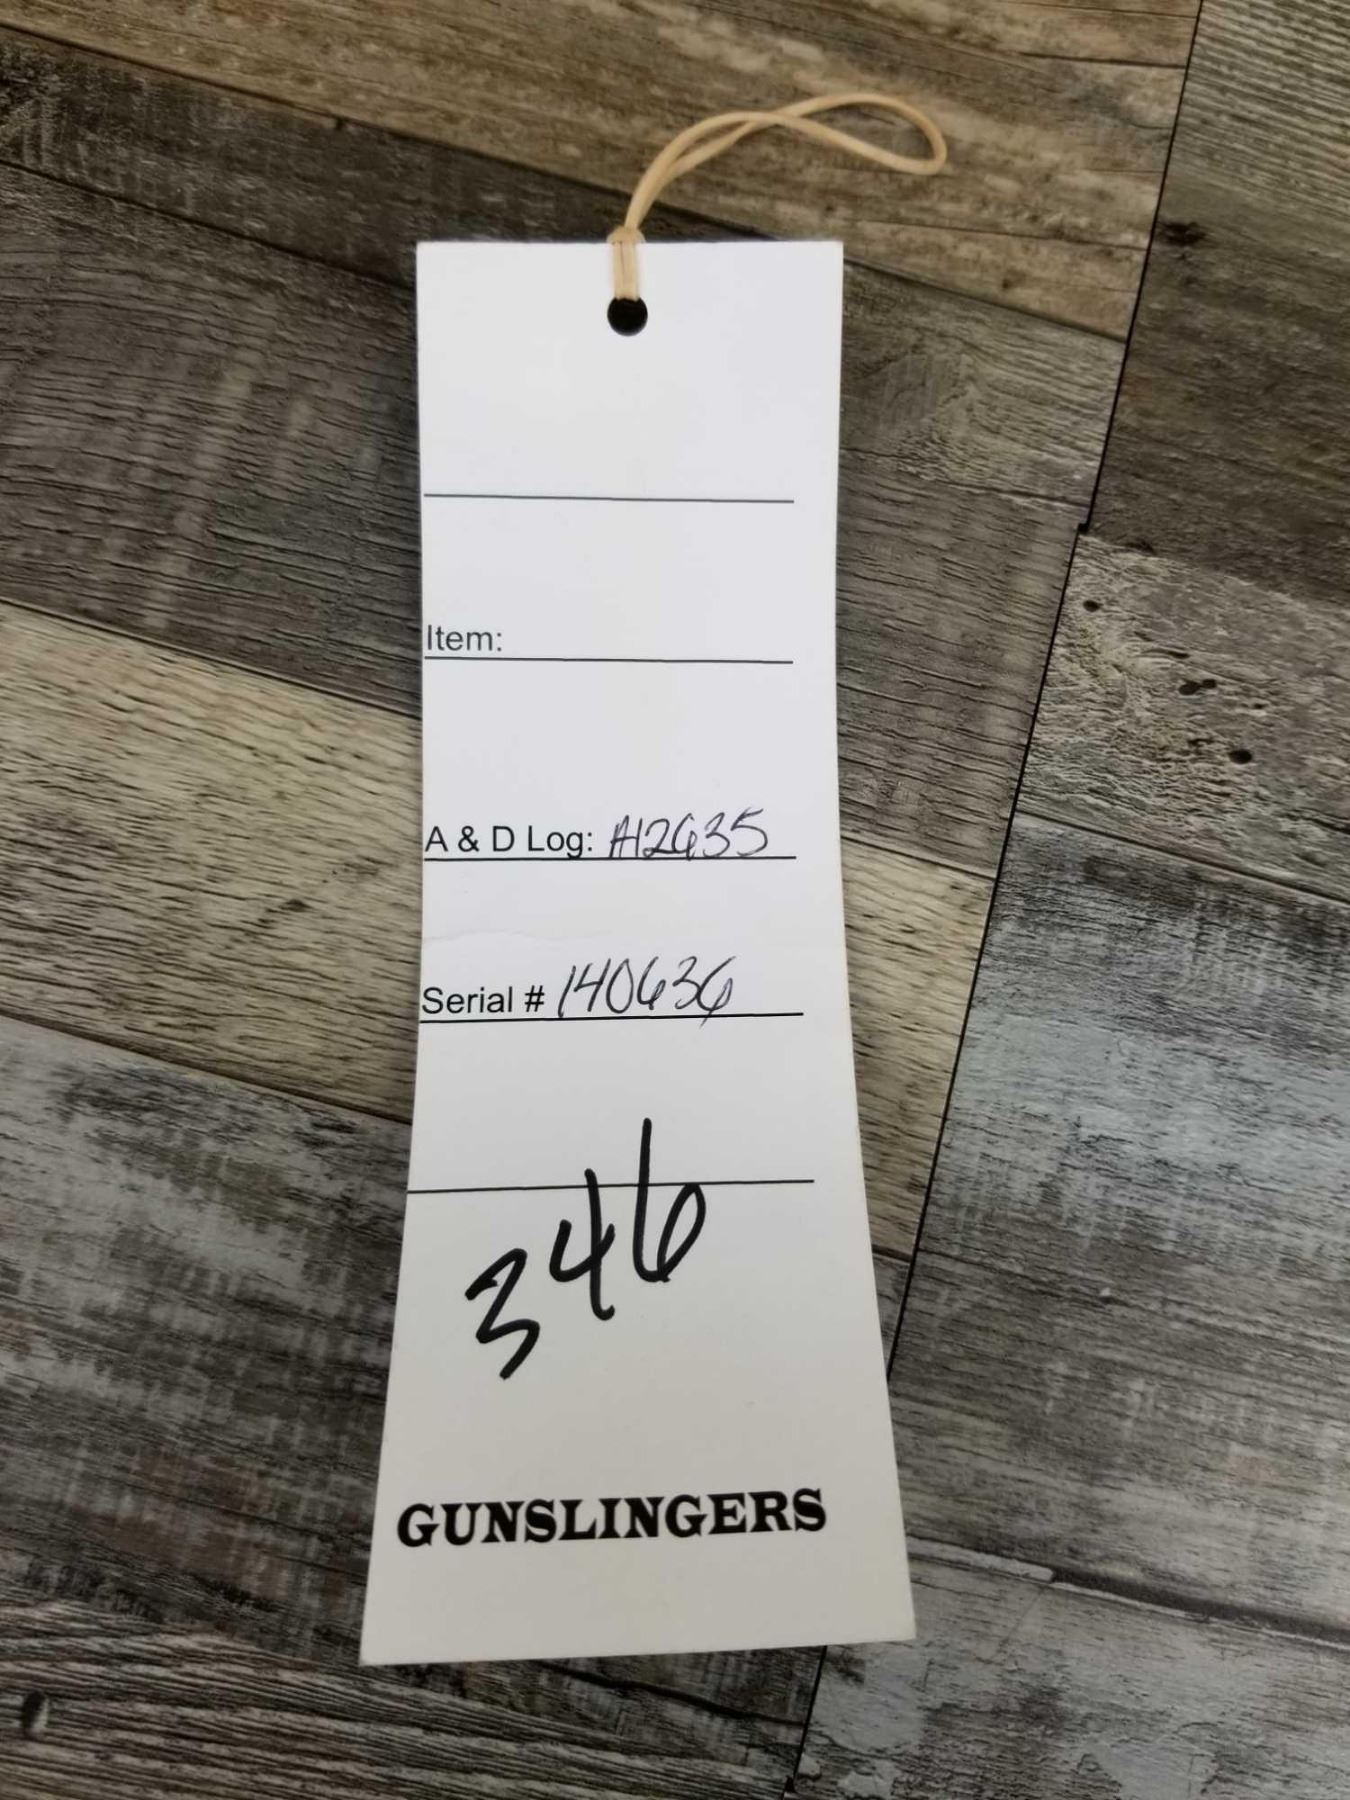 Item:
A & D Log: A12635
Serial # 140636
346
GUNSLINGERS